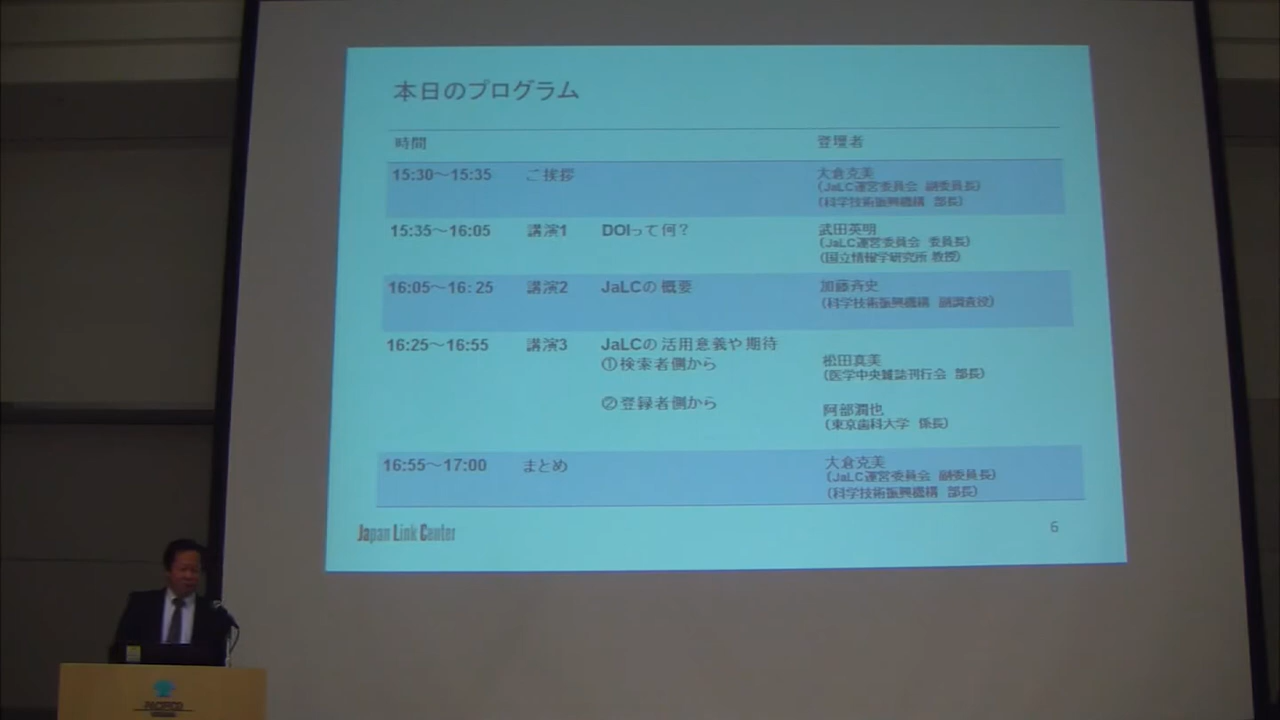 本日のプログラム
時間 登壇者
15:30～15:35 ご挨拶 大倉克美
(JaLC運営委員会 副委員長)
(科学技術振興機構 部長)
15:35～16:05 講演1 DOIって何？ 武田英明
(JaLC運営委員会 委員長)
(国立情報学研究所 教授)
16:05～16:25 講演2 JaLCの概要 加藤斉史
(科学技術振興機構 副調査役)
16:25～16:55 講演3 JaLCの活用意義や期待
①検索者側から 松田真美
(医学中央雑誌刊行会 部長)
②登録者側から 阿部潤也
(東京歯科大学 係長)
16:55～17:00 まとめ 大倉克美
(JaLC運営委員会 副委員長)
(科学技術振興機構 部長)
Japan Link Center 6
PACIFICO